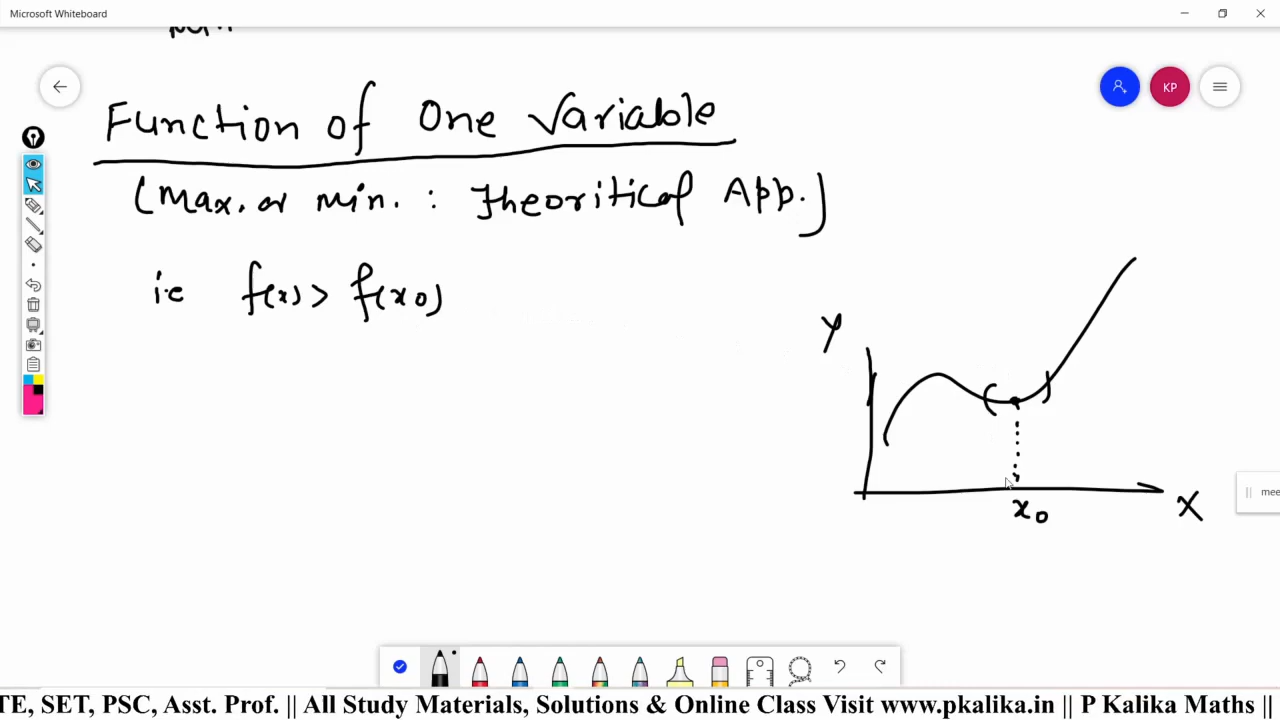 Microsoft Whiteboard
KP
Function of One Variable
(Max. or min. : Theoritical App.)
i.e f(x) > f(x0)
Y
x0
X
mee
TE, SET, PSC, Asst. Prof. || All Study Materials, Solutions & Online Class Visit www.pkalika.in || P Kalika Maths ||